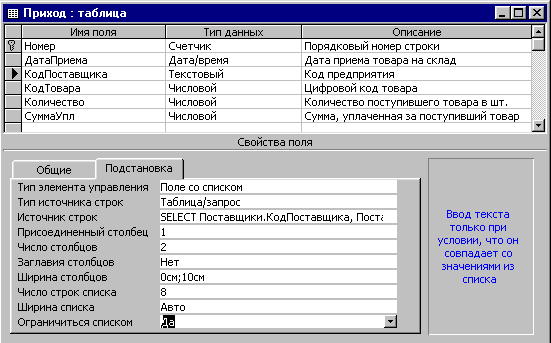 Приход : таблица
Имя поля Тип данных Описание
Номер Счетчик Порядковый номер строки
ДатаПриема Дата/время Дата приема товара на склад
КодПоставщика Текстовый Код предприятия
КодТовара Числовой Цифровой код товара
Количество Числовой Количество поступившего товара в шт.
СуммаУпл Числовой Сумма, уплаченная за поступивший товар
Свойства поля
Общие Подстановка
Тип элемента управления Поле со списком
Тип источника строк Таблица/запрос
Источник строк SELECT Поставщики.КодПоставщика, Поста
Присоединенный столбец 1
Число столбцов 2
Заглавия столбцов Нет
Ширина столбцов 0см;10см
Число строк списка 8
Ширина списка Авто
Ограничиться списком Да
Ввод текста
только при
условии, что он
совпадает со
значениями из
списка